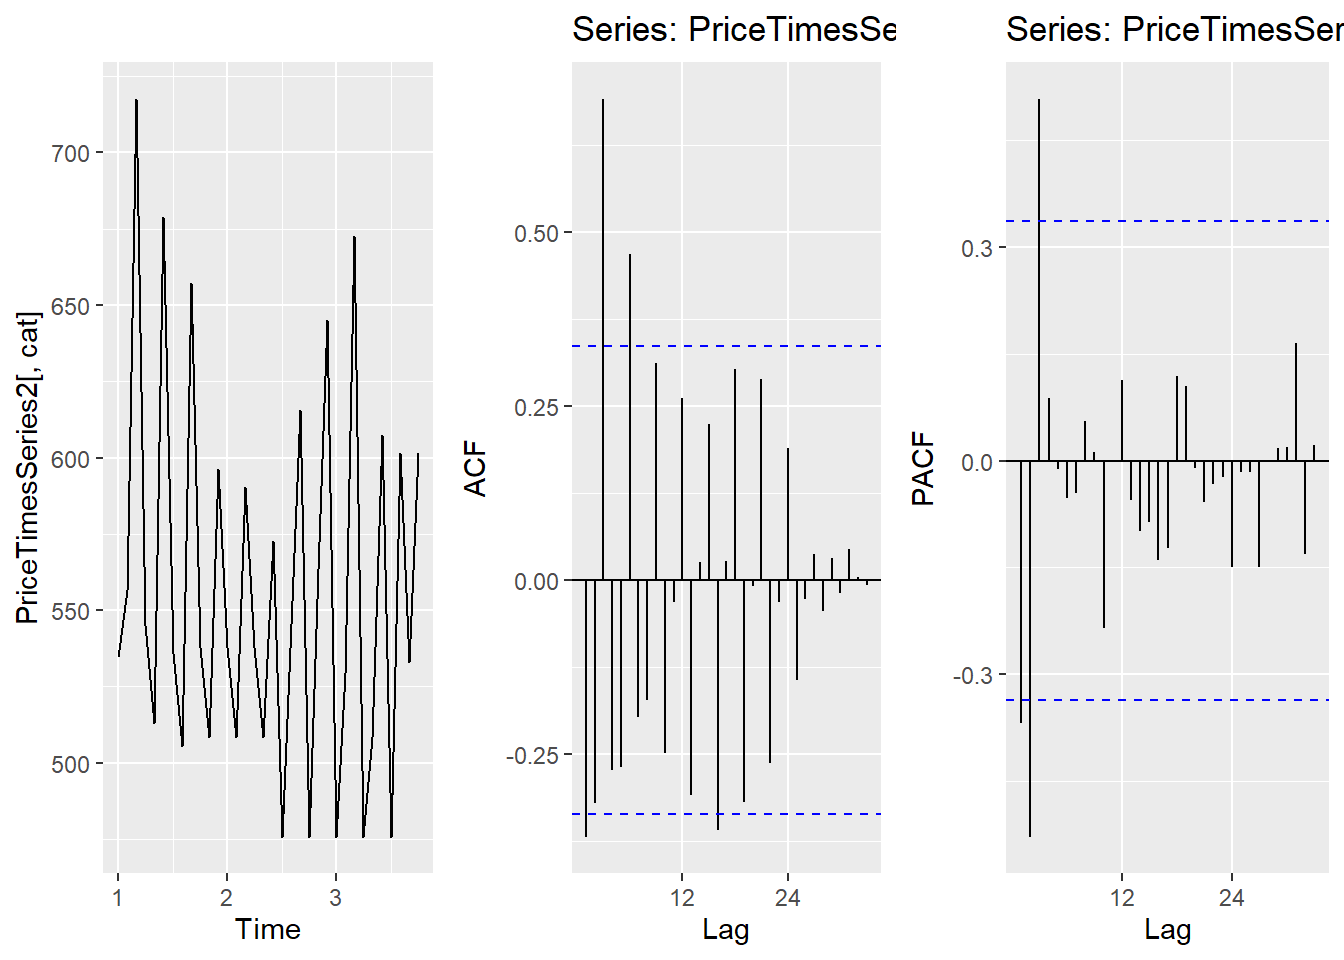 PriceTimesSeries2[, cat]
700
650
600
550
500
1
2
3
Time
Series: PriceTimesSe
ACF
0.50
0.25
0.00
-0.25
12
24
Lag
Series: PriceTimesSer
PACF
0.3
0.0
-0.3
12
24
Lag